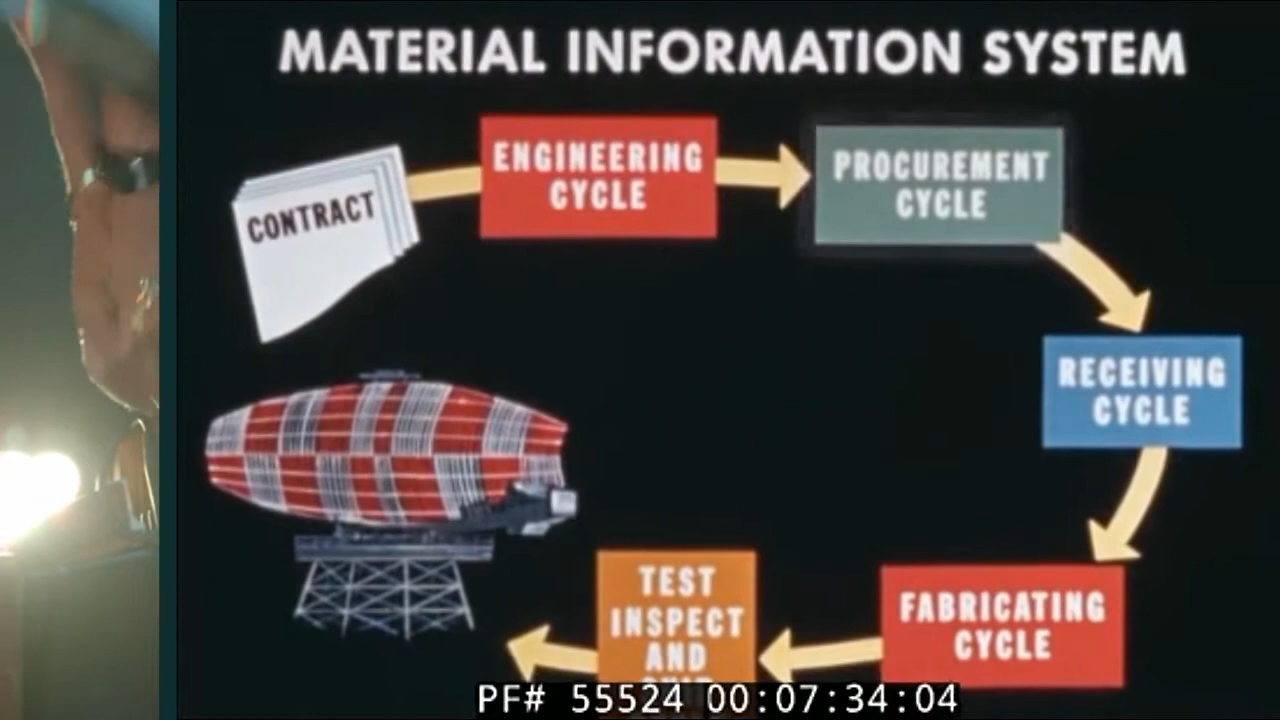 MATERIAL INFORMATION SYSTEM
CONTRACT
ENGINEERING
CYCLE
PROCUREMENT
CYCLE
RECEIVING
CYCLE
FABRICATING
CYCLE
TEST
INSPECT
AND
PF# 55524 00:07:34:04